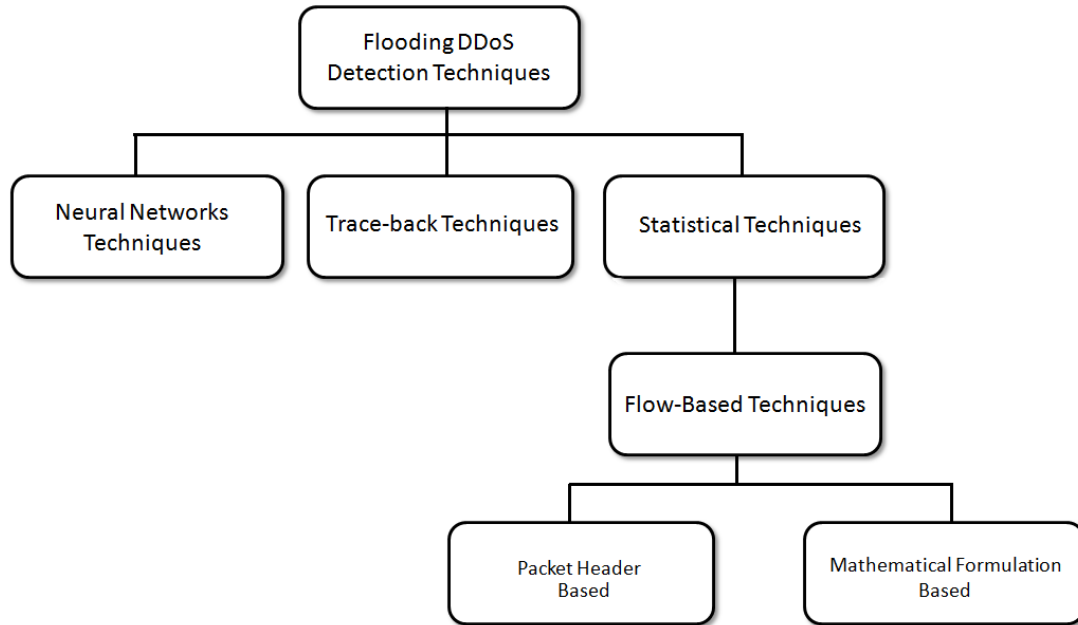 Flooding DDoS
Detection Techniques
Neural Networks
Techniques
Trace-back Techniques
Statistical Techniques
Flow-Based Techniques
Packet Header
Based
Mathematical Formulation
Based